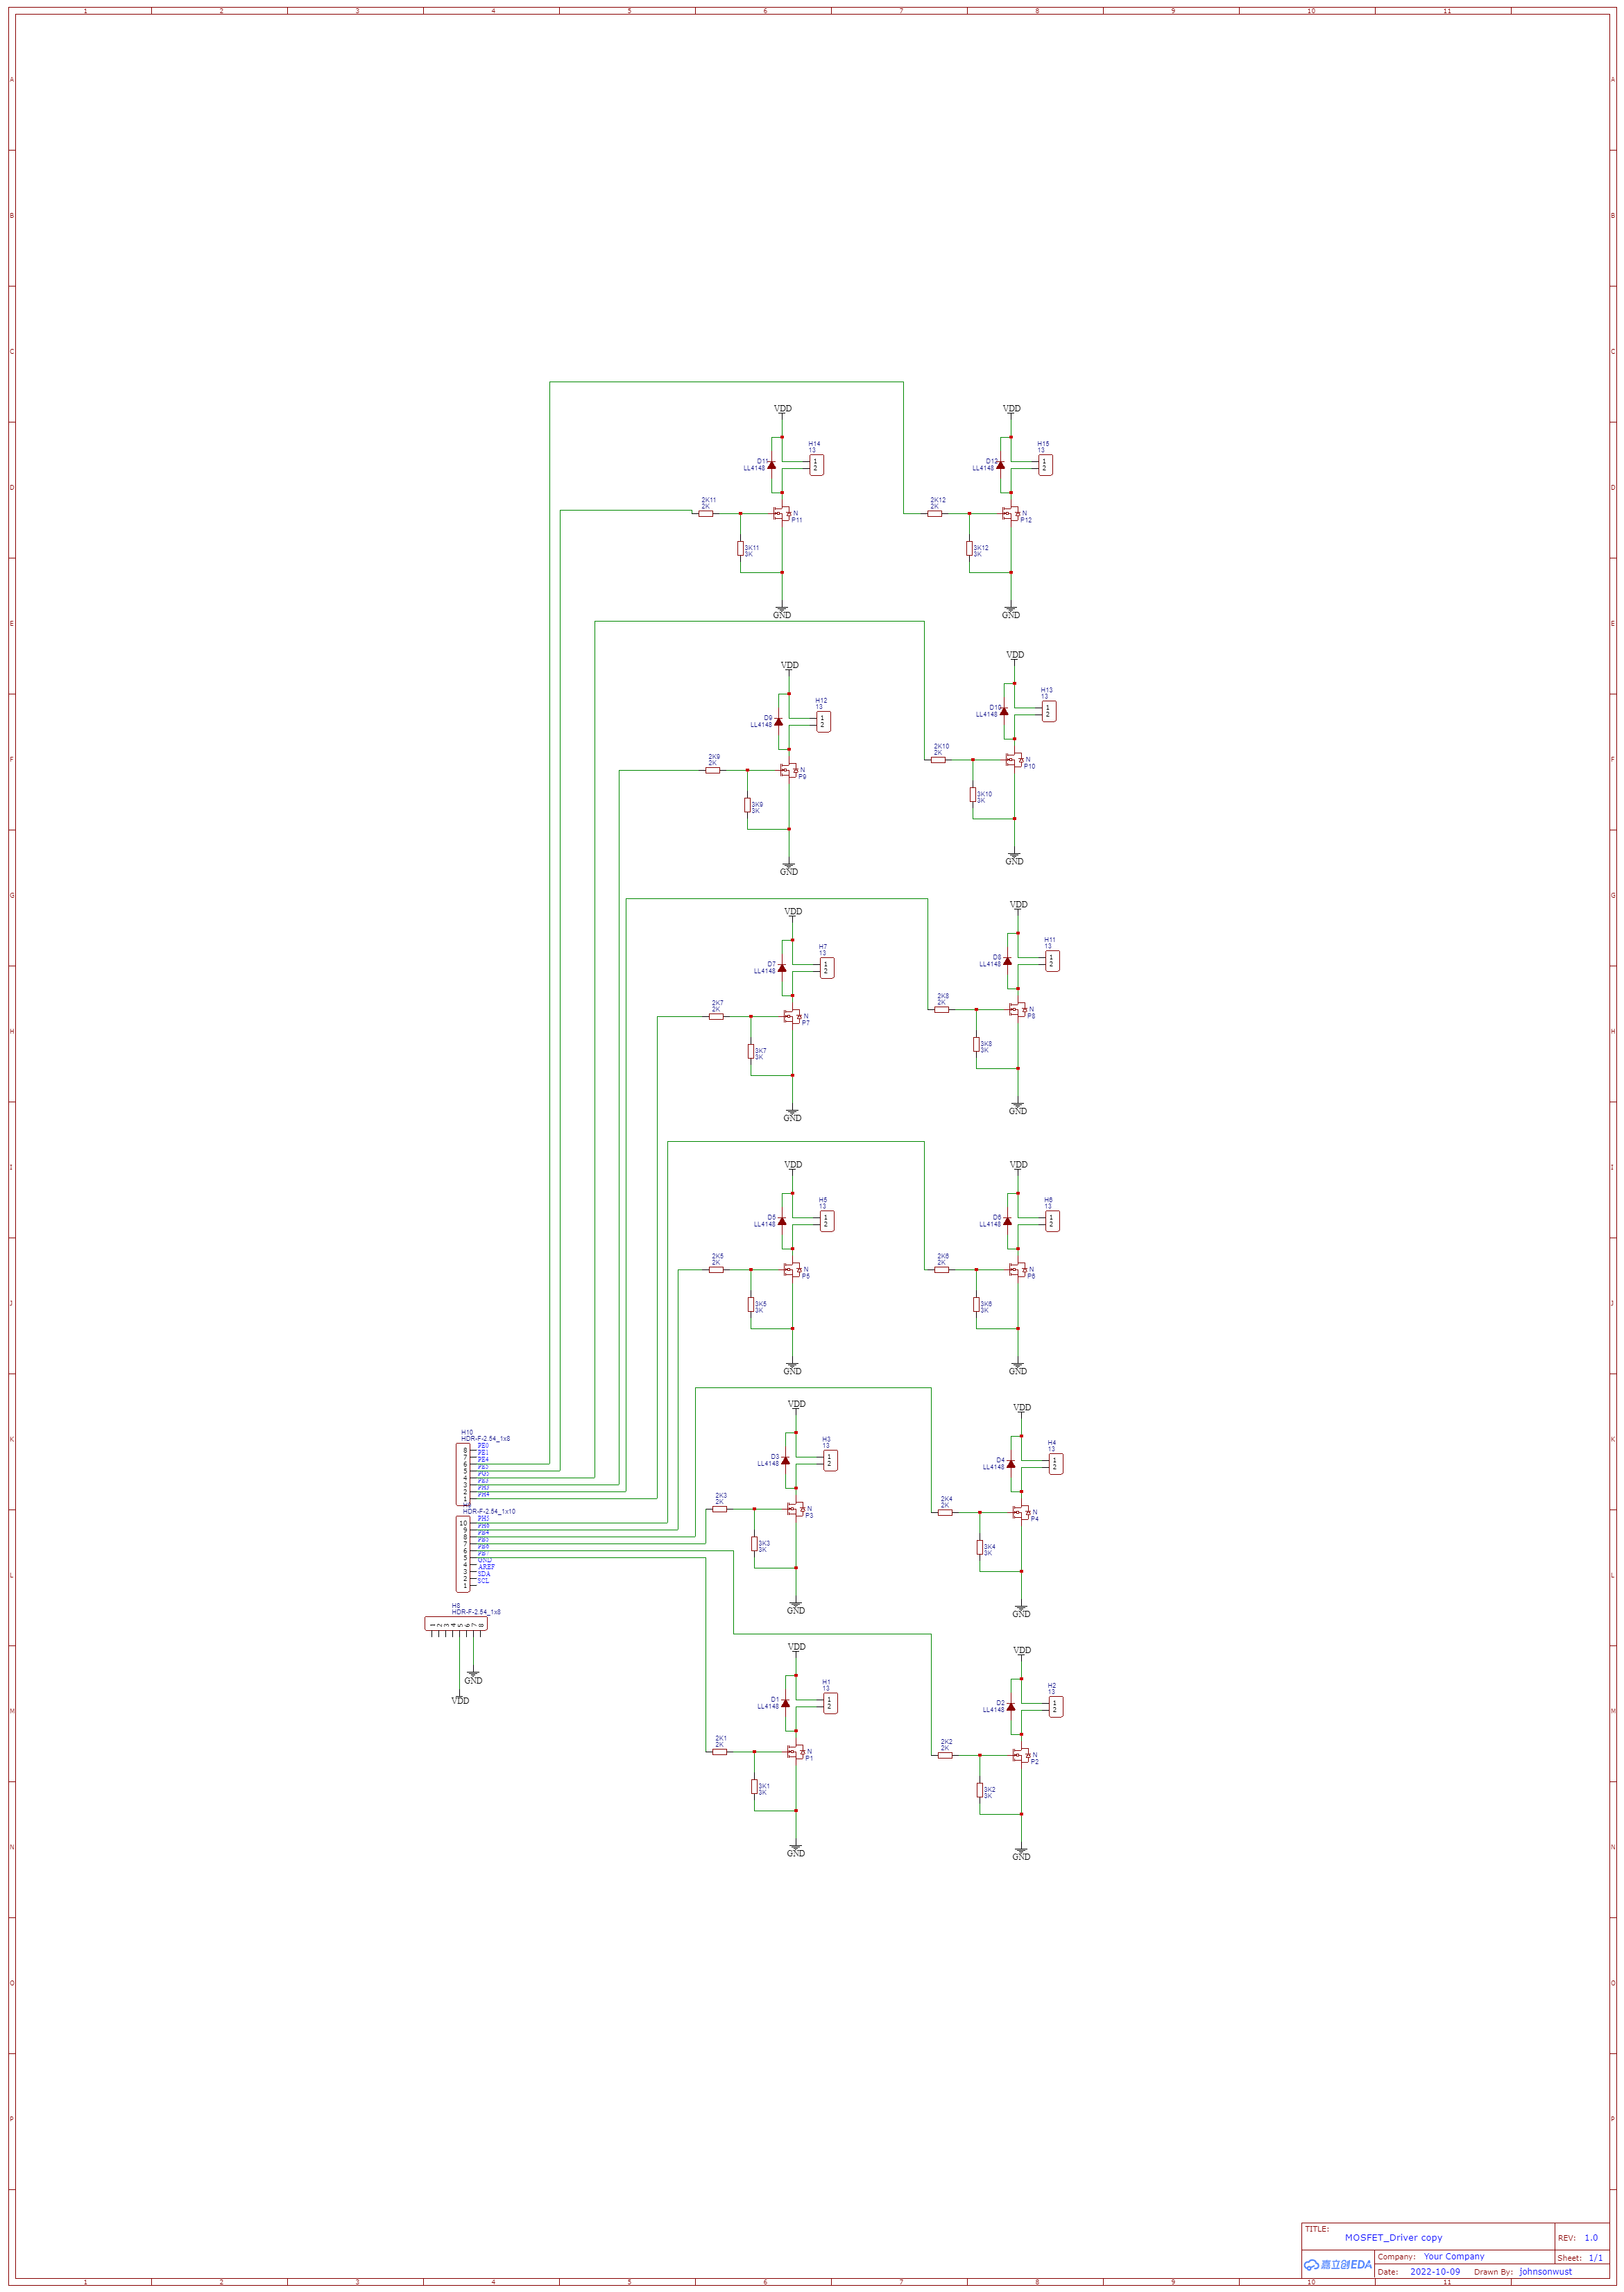 1 2 3 4 5 6 7 8 9 10 11
A A
B B
C C
D D
E E
F F
G G
H H
I I
J J
K K
L L
M M
N N
O O
P P
VDD
H14
13
D11
LL4148
1
2
2K11
2K
N
P11
3K11
3K
GND
VDD
H15
13
D12
LL4148
1
2
2K12
2K
N
P12
3K12
3K
GND
VDD
H12
13
D9
LL4148
1
2
2K9
2K
N
P9
3K9
3K
GND
VDD
H13
13
D10
LL4148
1
2
2K10
2K
N
P10
3K10
3K
GND
VDD
H7
13
D7
LL4148
1
2
2K7
2K
N
P7
3K7
3K
GND
VDD
H11
13
D8
LL4148
1
2
2K8
2K
N
P8
3K8
3K
GND
VDD
H5
13
D5
LL4148
1
2
2K5
2K
N
P5
3K5
3K
GND
VDD
H6
13
D6
LL4148
1
2
2K6
2K
N
P6
3K6
3K
GND
VDD
H3
13
D3
LL4148
1
2
2K3
2K
N
P3
3K3
3K
GND
VDD
H4
13
D4
LL4148
1
2
2K4
2K
N
P4
3K4
3K
GND
H10
HDR-F-2.54_1x8
8 PE0
7 PE1
6 PE4
5
4
3
2
1
HDR-F-2.54_1x10
10
9
8
7
6
5
4 GND
3 AREF
2 SDA
1 SCL
H8
HDR-F-2.54_1x8
1 2 3 4 5 6 7 8
GND
VDD
VDD
H1
13
D1
LL4148
1
2
2K1
2K
N
P1
3K1
3K
GND
VDD
H2
13
D2
LL4148
1
2
2K2
2K
N
P2
3K2
3K
GND
TITLE:
MOSFET_Driver copy
REV: 1.0
嘉立创EDA
Company: Your Company
Sheet: 1/1
Date: 2022-10-09 Drawn By: johnsonwust
1 2 3 4 5 6 7 8 9 10 11